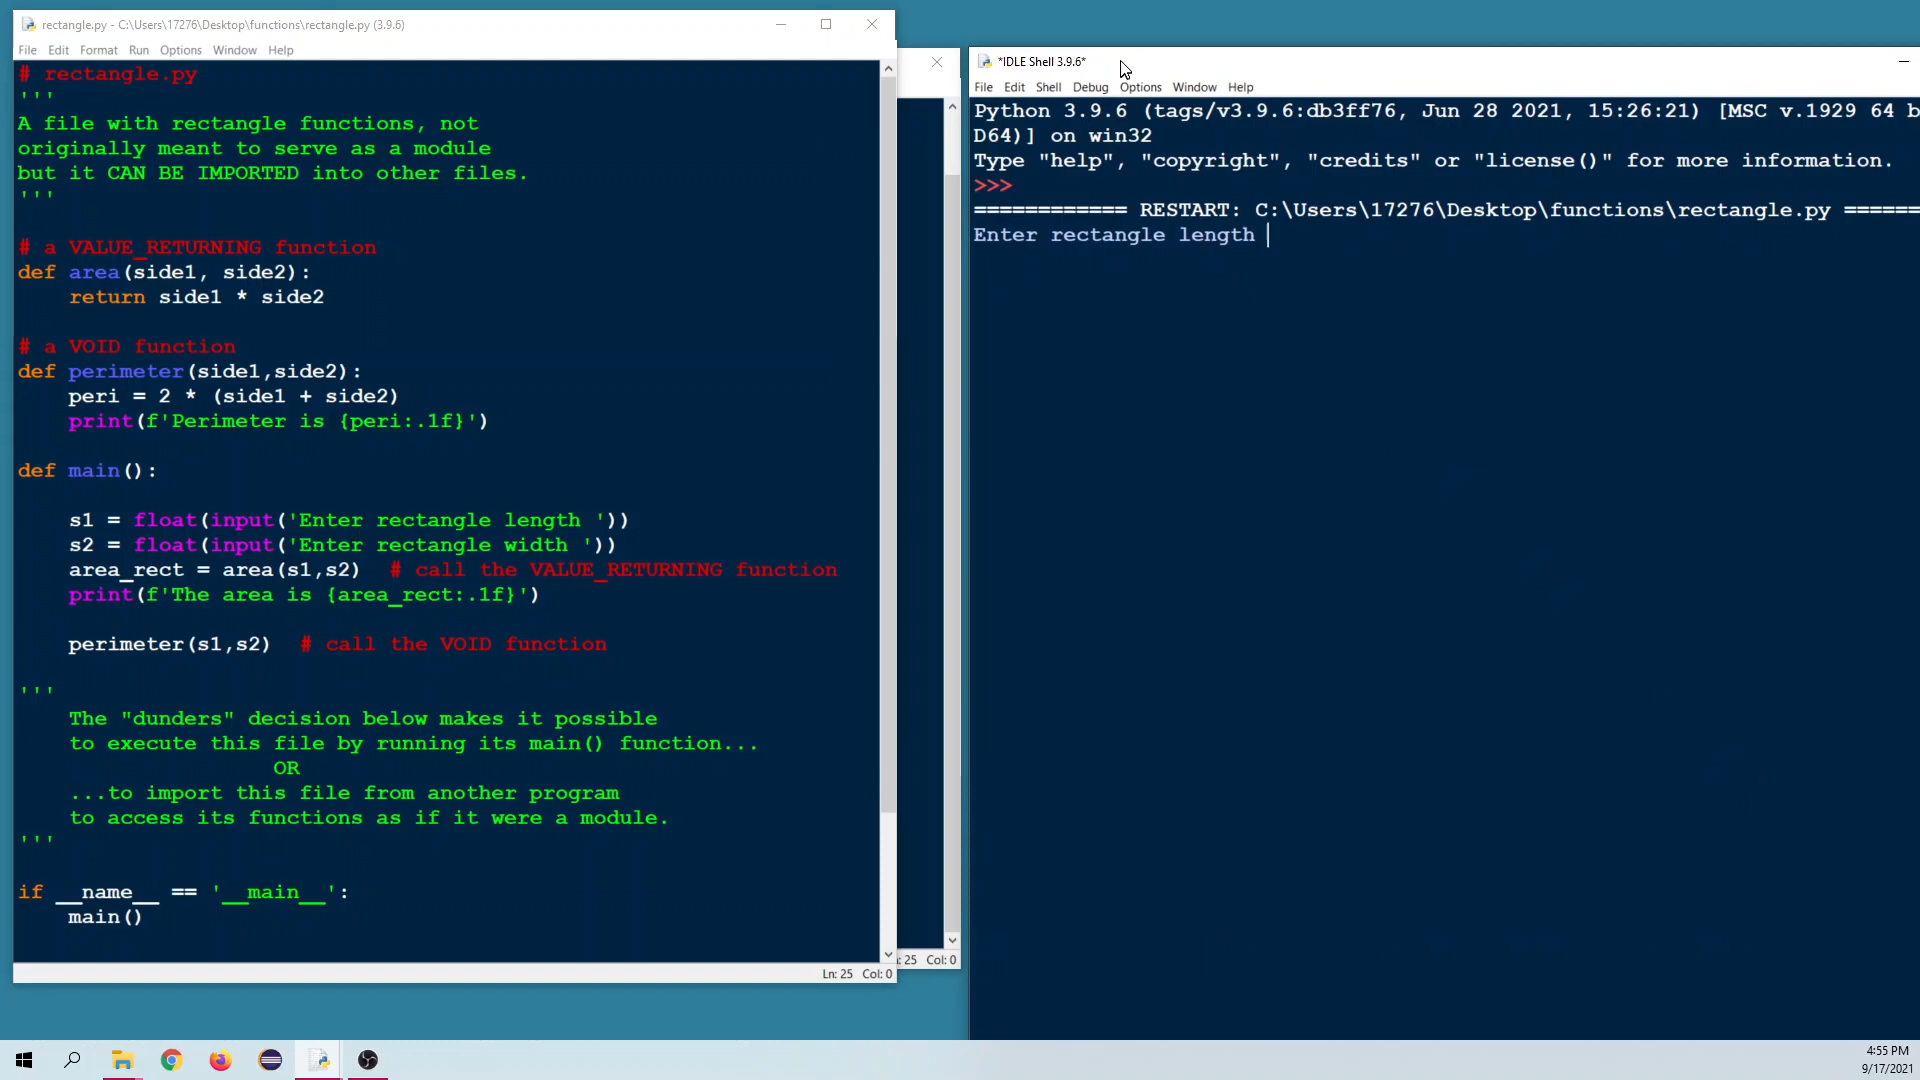 rectangle.py - C:\Users\17276\Desktop\functions\rectangle.py (3.9.6)
File Edit Format Run Options Window Help
# rectangle.py
'''
A file with rectangle functions, not
originally meant to serve as a module
but it CAN BE IMPORTED into other files.
'''
# a VALUE_RETURNING function
def area(side1, side2):
    return side1 * side2
# a VOID function
def perimeter(side1,side2):
    peri = 2 * (side1 + side2)
    print(f'Perimeter is {peri:.1f}')
def main():
    s1 = float(input('Enter rectangle length '))
    s2 = float(input('Enter rectangle width '))
    area_rect = area(s1,s2)  # call the VALUE_RETURNING function
    print(f'The area is {area_rect:.1f}')
    perimeter(s1,s2)  # call the VOID function
'''
    The "dunders" decision below makes it possible
    to execute this file by running its main() function...
                    OR
    ...to import this file from another program
    to access its functions as if it were a module.
'''
if __name__ == '__main__':
    main()
Ln: 25 Col: 0
: 25 Col: 0
*IDLE Shell 3.9.6*
File Edit Shell Debug Options Window Help
Python 3.9.6 (tags/v3.9.6:db3ff76, Jun 28 2021, 15:26:21) [MSC v.1929 64 b
D64)] on win32
Type "help", "copyright", "credits" or "license()" for more information.
>>>
============ RESTART: C:\Users\17276\Desktop\functions\rectangle.py ======
Enter rectangle length
4:55 PM
9/17/2021